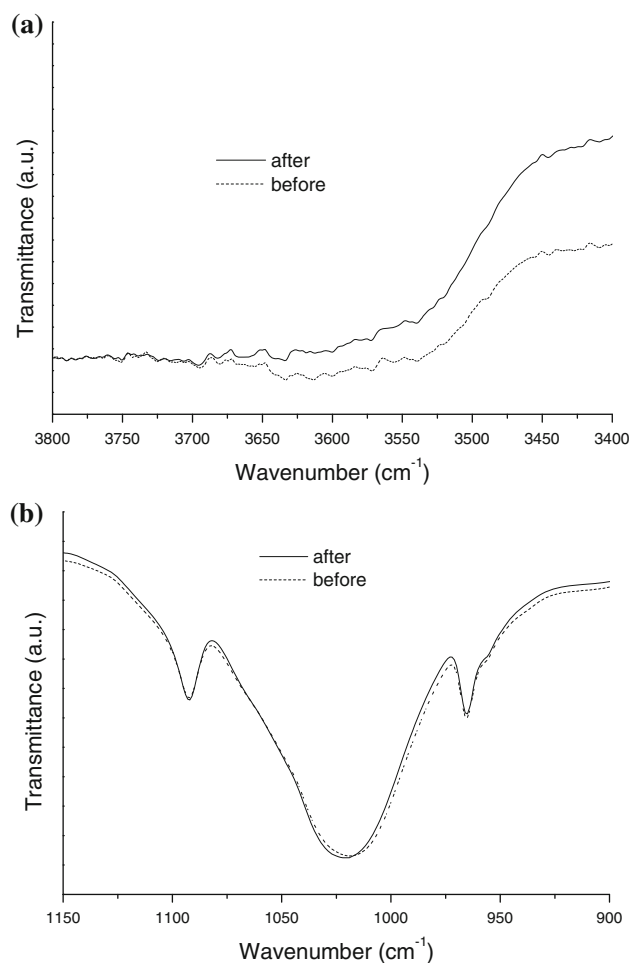 (a)
Transmittance (a.u.)
after
before
3800 3750 3700 3650 3600 3550 3500 3450 3400
Wavenumber (cm⁻¹)
(b)
Transmittance (a.u.)
after
before
1150 1100 1050 1000 950 900
Wavenumber (cm⁻¹)